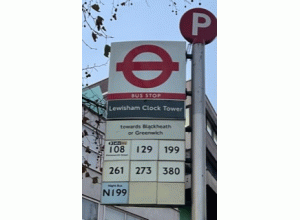 P
BUS STOP
Lewisham Clock Tower
towards Blackheath
or Greenwich
108 129 199
261 273 380
N199